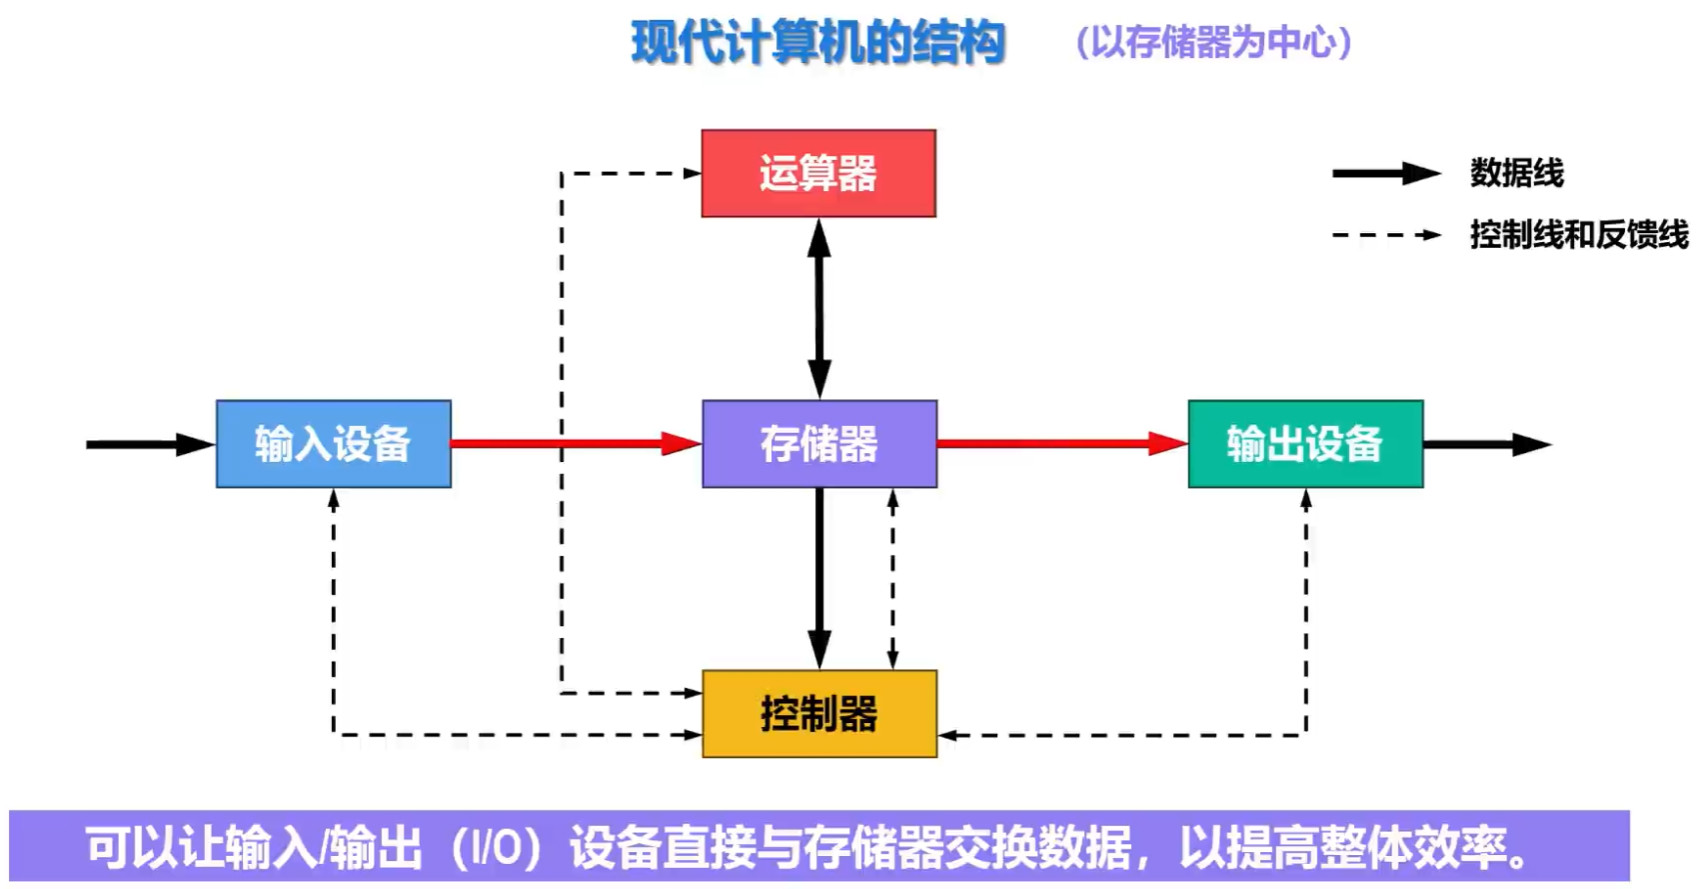 现代计算机的结构 （以存储器为中心）
运算器
数据线
控制线和反馈线
输入设备
存储器
输出设备
控制器
可以让输入/输出（I/O）设备直接与存储器交换数据，以提高整体效率。